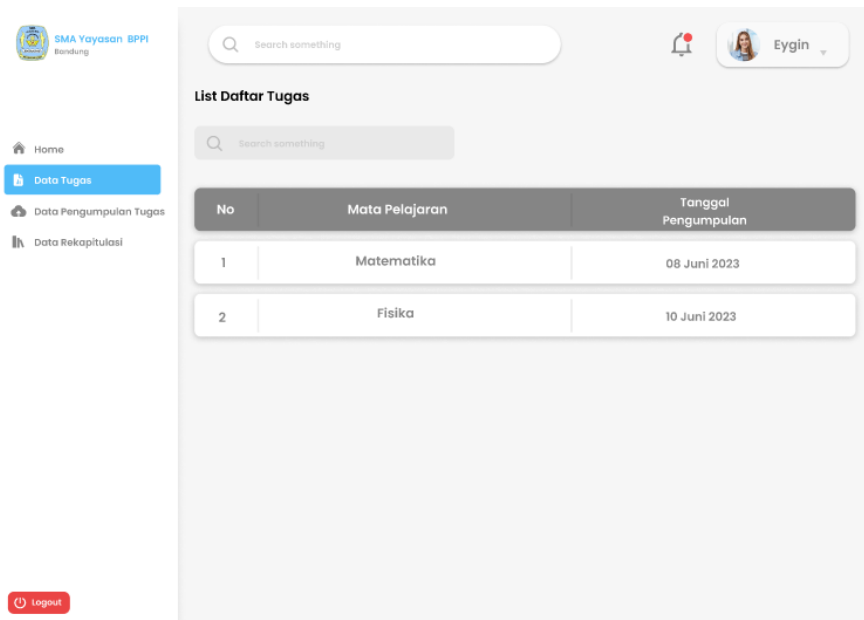 SMA Yayasan BPPI
Bandung
Search something
Eygin
List Daftar Tugas
Search something
Home
Data Tugas
Data Pengumpulan Tugas
Data Rekapitulasi
No
Mata Pelajaran
Tanggal
Pengumpulan
1
Matematika
08 Juni 2023
2
Fisika
10 Juni 2023
Logout